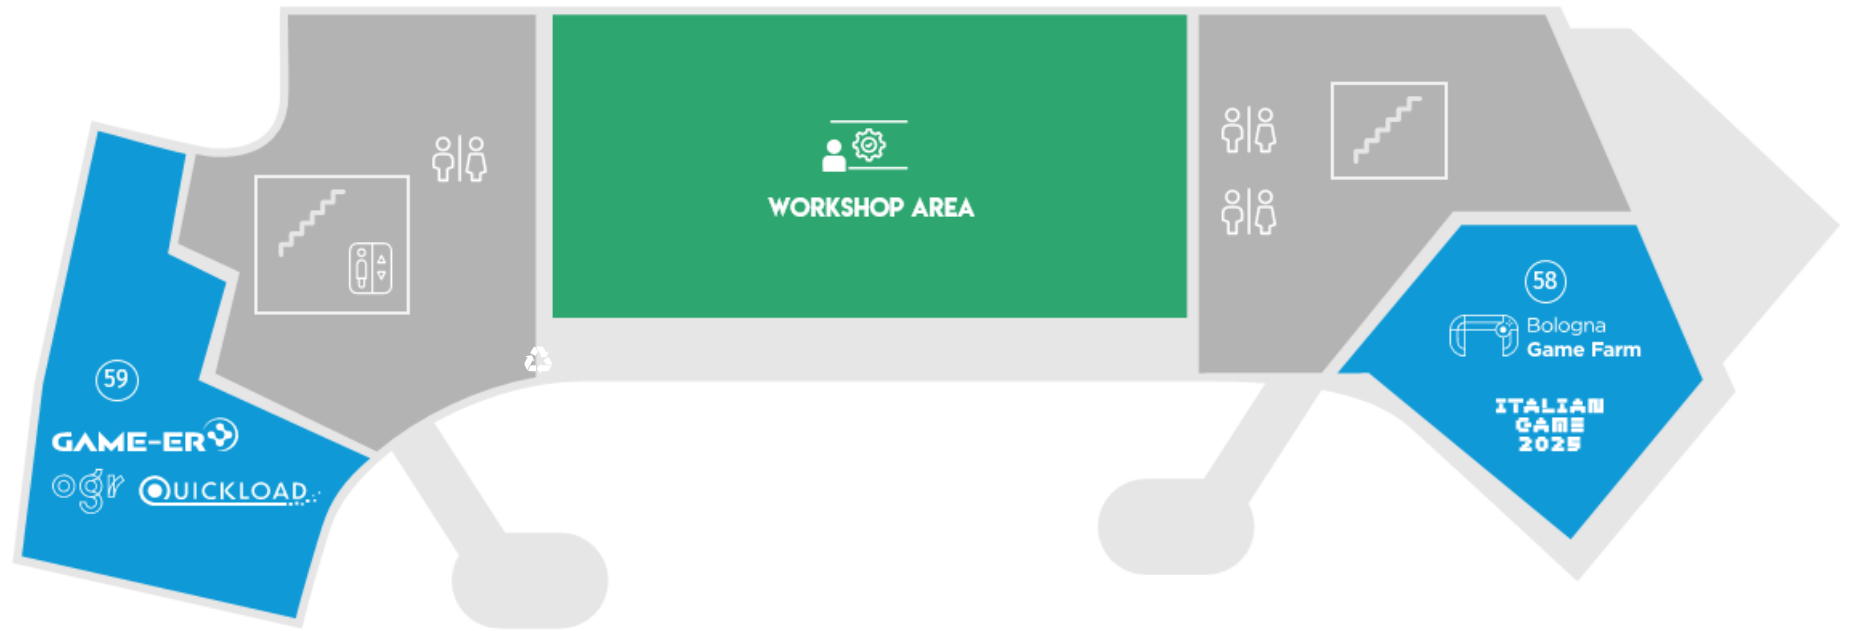 WORKSHOP AREA
58
Bologna
Game Farm
ITALIAN
GAME
2025
59
GAME-ER
ogr QUICKLOAD